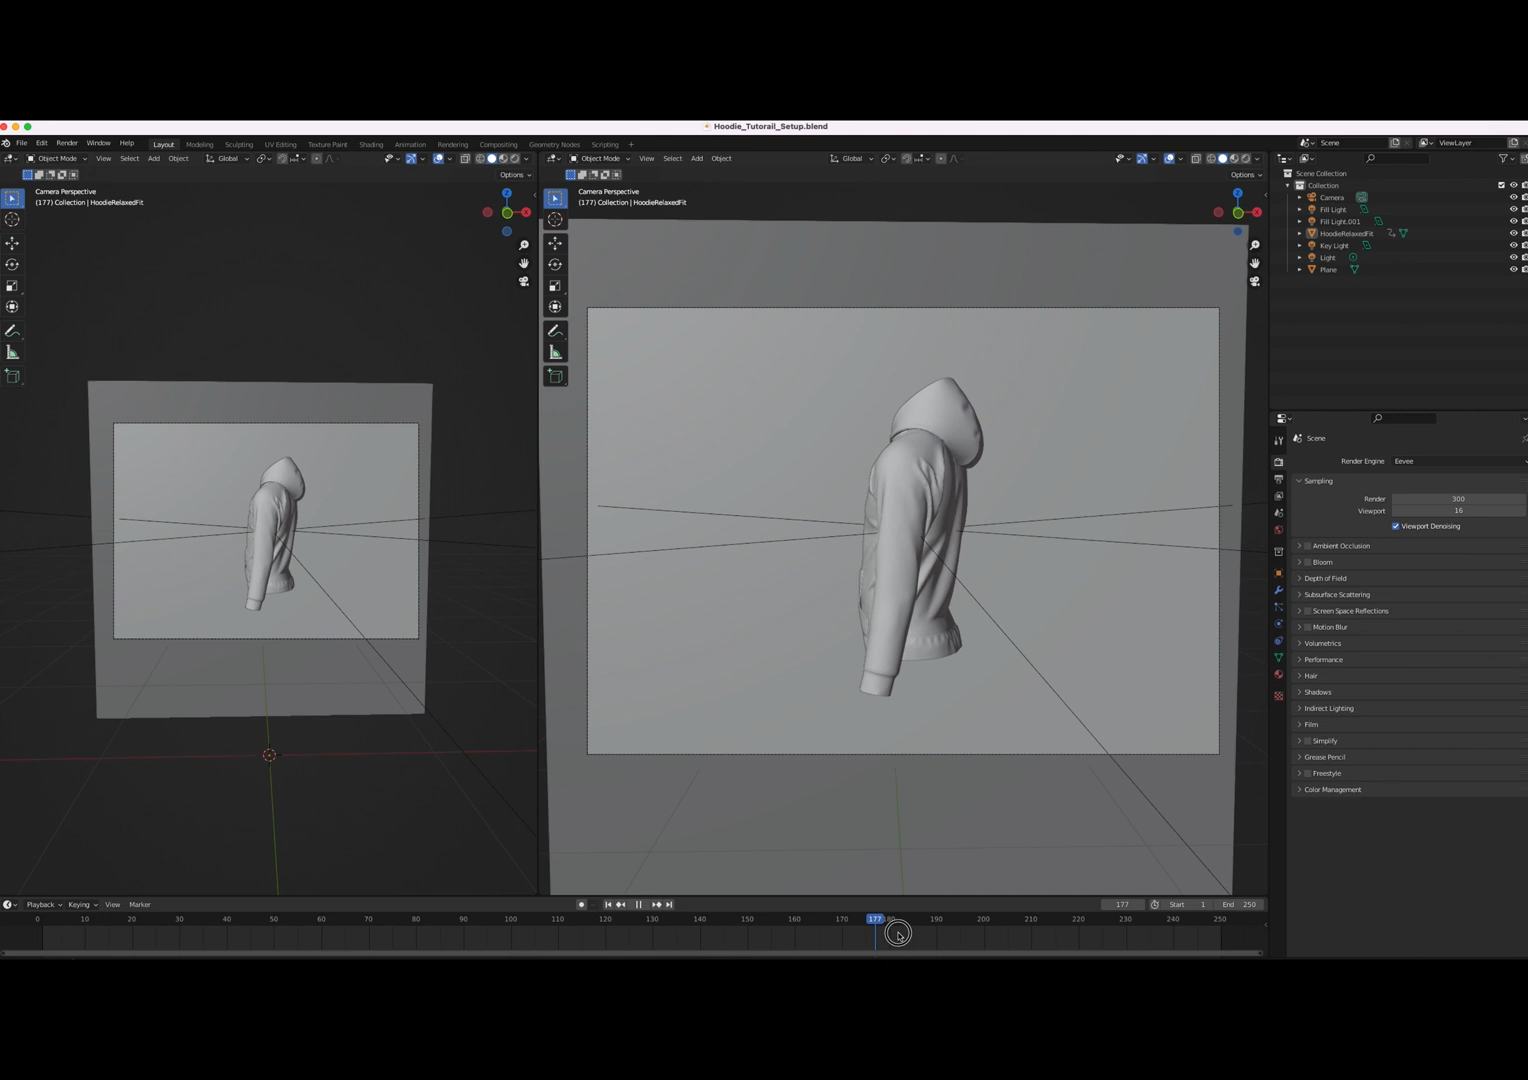 Hoodie_Tutorail_Setup.blend
File Edit Render Window Help Layout Modeling Sculpting UV Editing Texture Paint Shading Animation Rendering Compositing Geometry Nodes Scripting + Scene ViewLayer
Object Mode View Select Add Object Global
Object Mode View Select Add Object Global
Options
Options
Camera Perspective
(177) Collection | HoodieRelaxedFit
Z
X
Camera Perspective
(177) Collection | HoodieRelaxedFit
Z
X
Scene Collection
Collection
Camera
Fill Light
Fill Light.001
HoodieRelaxedFit
Key Light
Light
Plane
Scene
Render Engine Eevee
Sampling
Render 300
Viewport 16
Viewport Denoising
Ambient Occlusion
Bloom
Depth of Field
Subsurface Scattering
Screen Space Reflections
Motion Blur
Volumetrics
Performance
Hair
Shadows
Indirect Lighting
Film
Simplify
Grease Pencil
Freestyle
Color Management
Playback Keying View Marker 177 Start 1 End 250
0 10 20 30 40 50 60 70 80 90 100 110 120 130 140 150 160 170 177 180 190 200 210 220 230 240 250